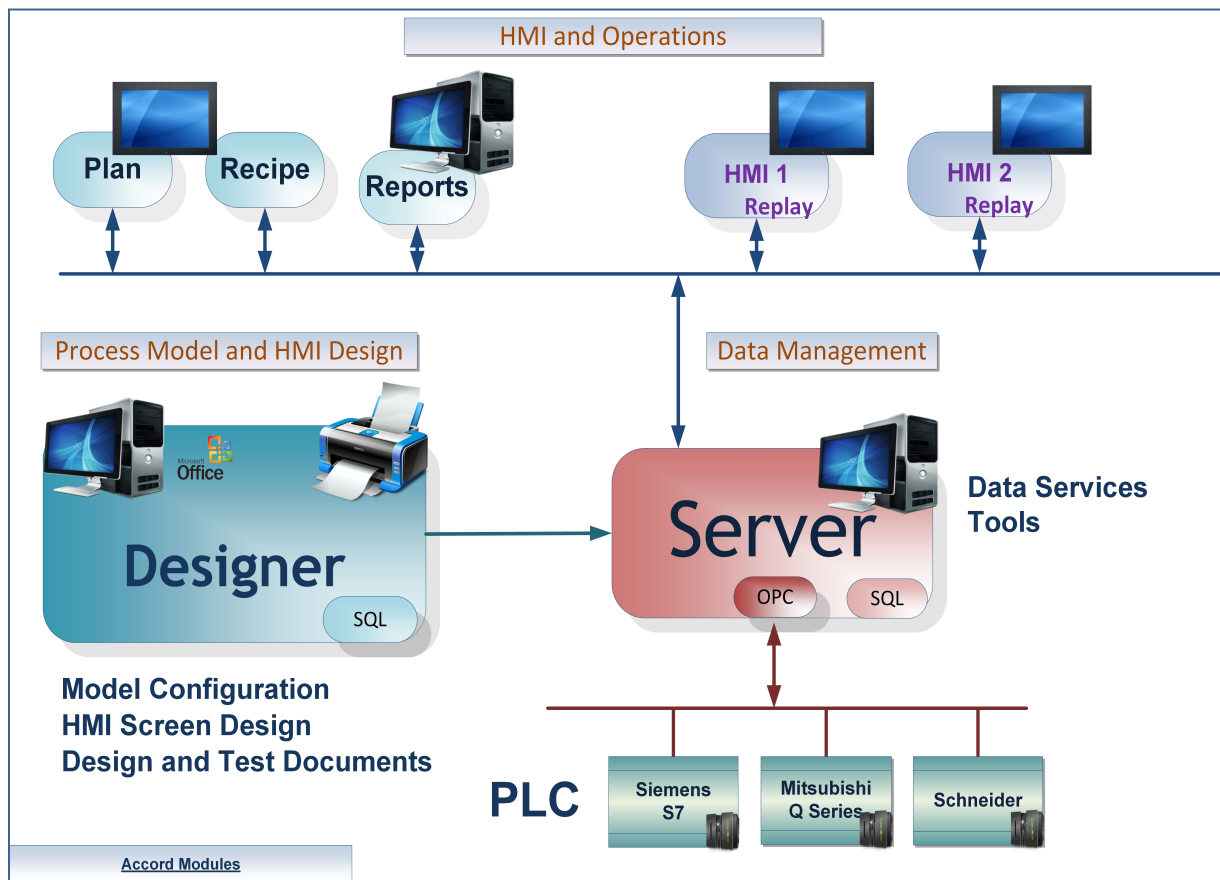 HMI and Operations
Plan
Recipe
Reports
HMI 1
Replay
HMI 2
Replay
Process Model and HMI Design
Data Management
Microsoft
Office
Designer
SQL
Server
OPC
SQL
Data Services
Tools
Model Configuration
HMI Screen Design
Design and Test Documents
PLC
Siemens
S7
Mitsubishi
Q Series
Schneider
Accord Modules